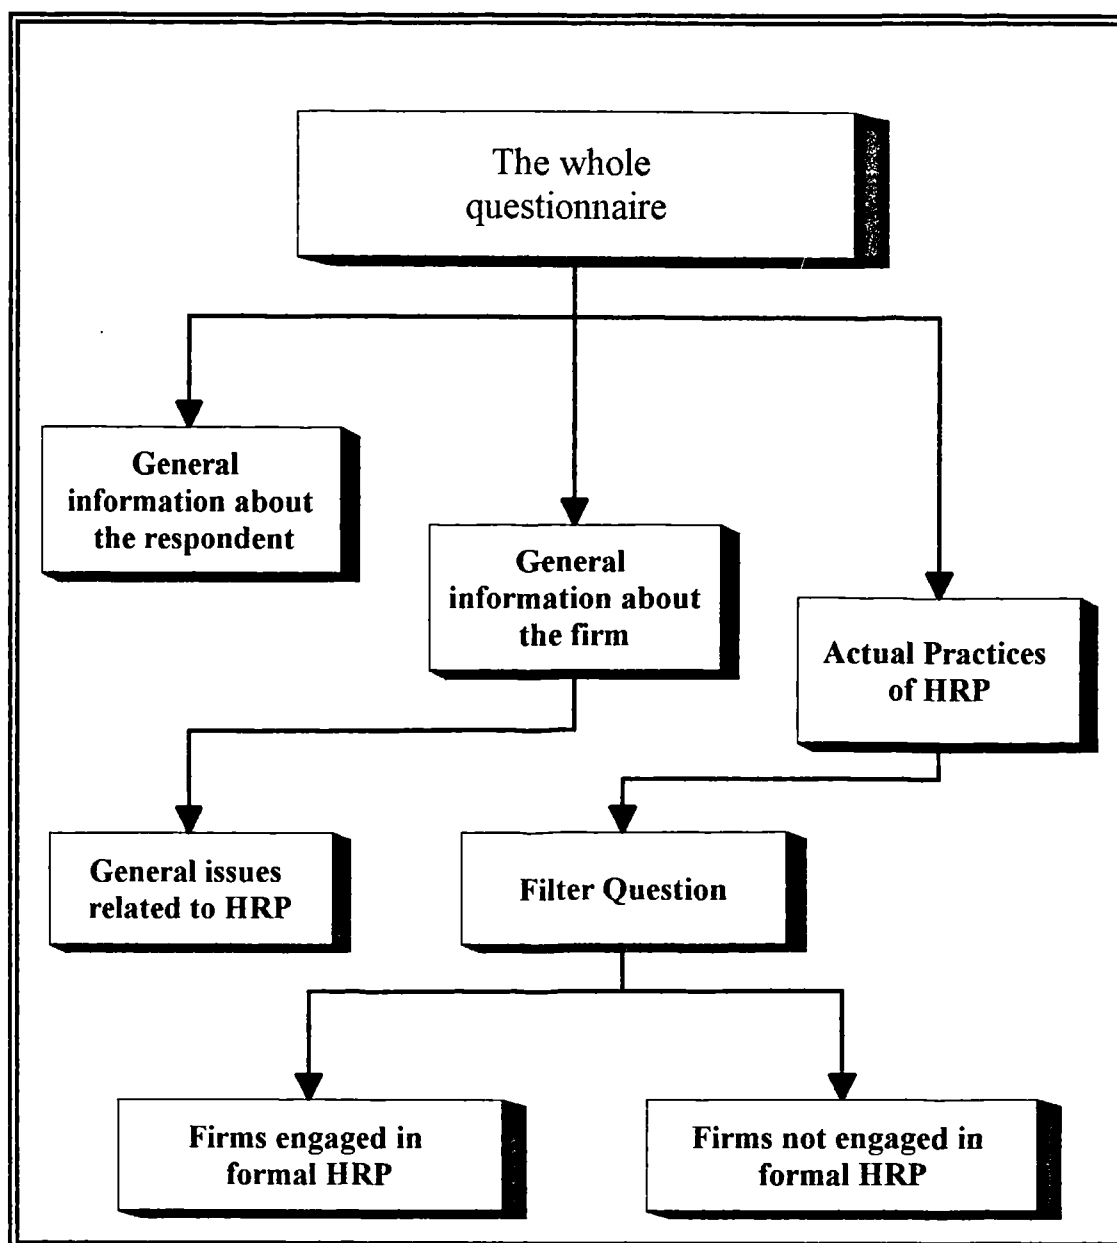 The whole
questionnaire
General
information about
the respondent
General
information about
the firm
Actual Practices
of HRP
General issues
related to HRP
Filter Question
Firms engaged in
formal HRP
Firms not engaged in
formal HRP